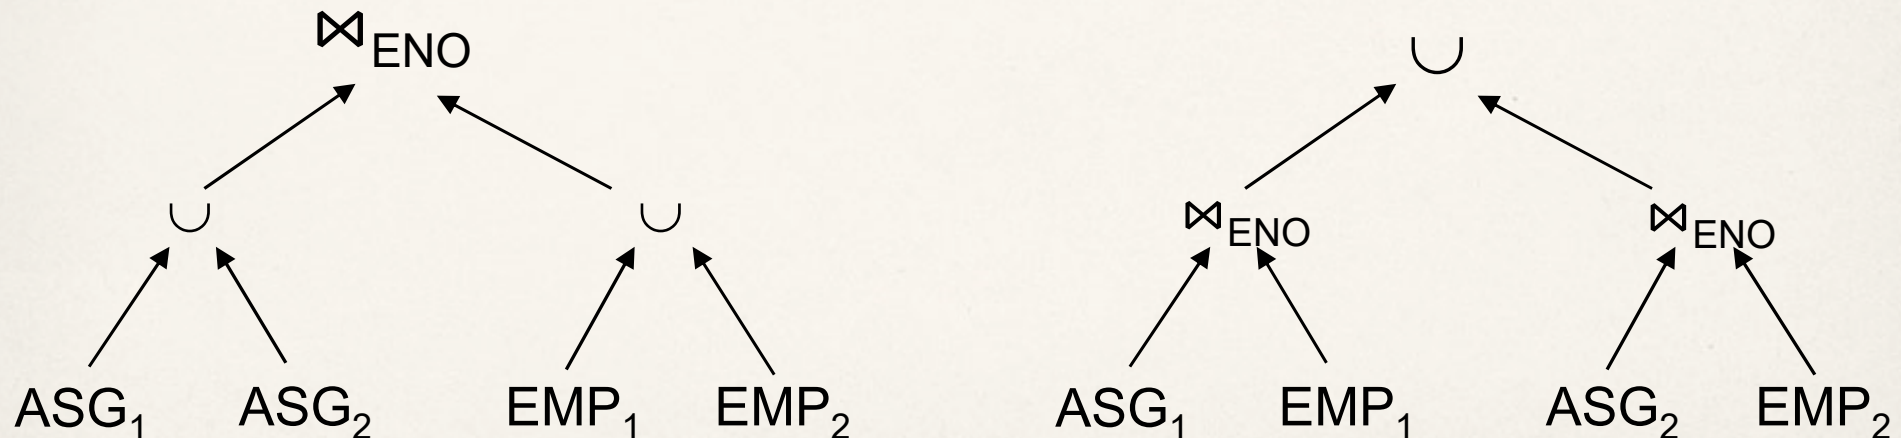 ⋈ENO ∪
∪ ∪ ⋈ENO ⋈ENO
ASG₁ ASG₂ EMP₁ EMP₂ ASG₁ EMP₁ ASG₂ EMP₂